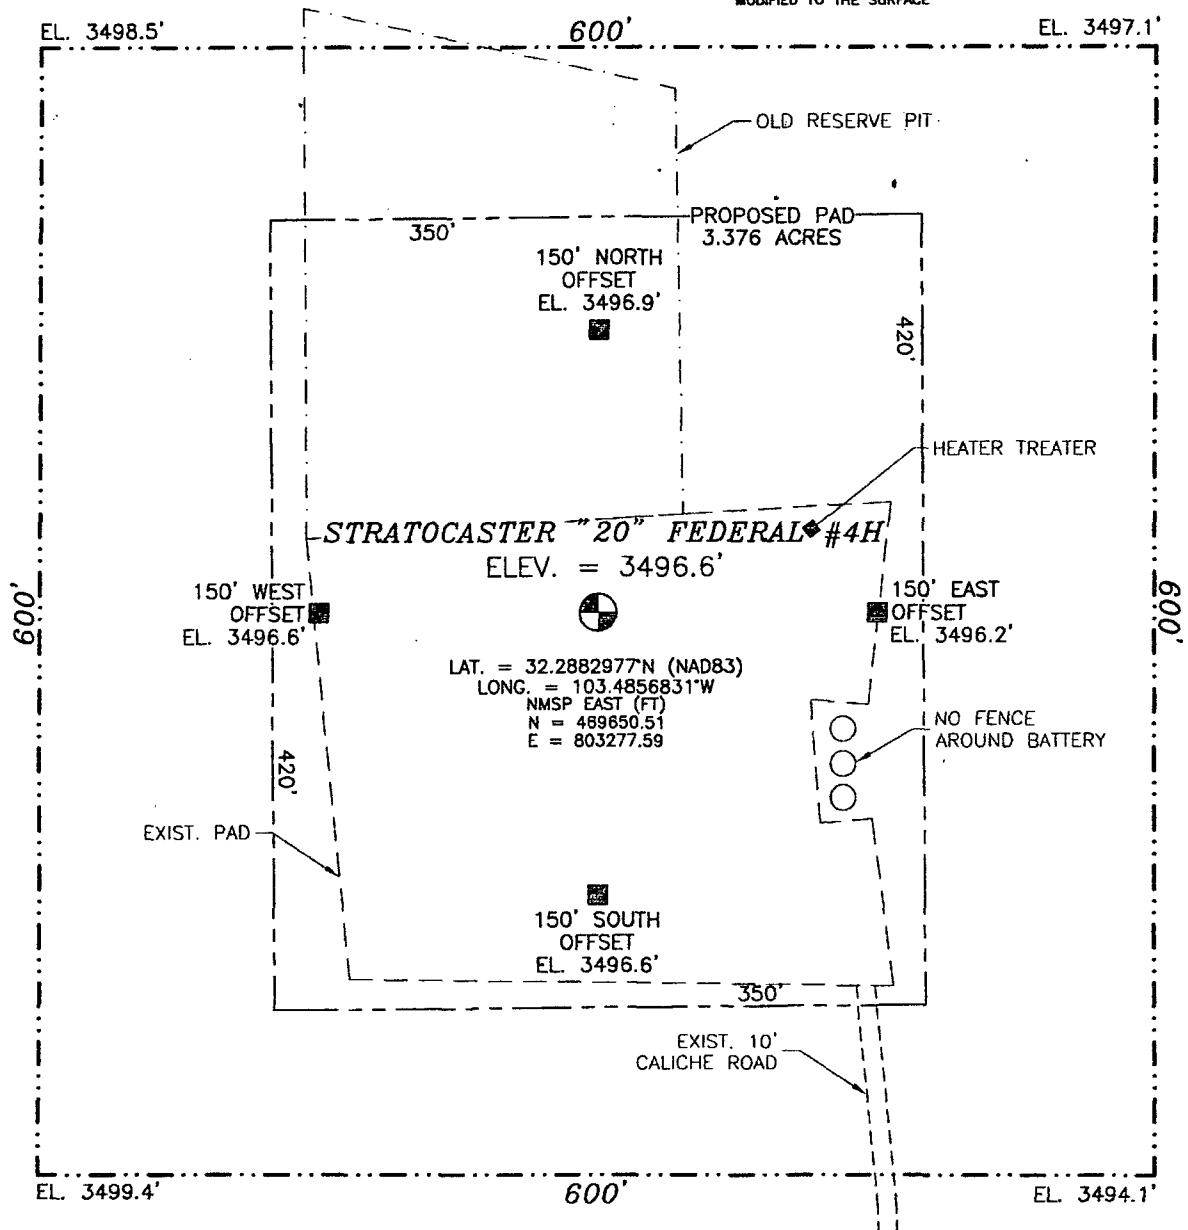 MODIFIED TO THE SURFACE
EL. 3498.5'
600'
EL. 3497.1'
OLD RESERVE PIT
PROPOSED PAD
3.376 ACRES
350'
150' NORTH
OFFSET
EL. 3496.9'
420'
HEATER TREATER
STRATOCASTER "20" FEDERAL #4H
ELEV. = 3496.6'
150' WEST
OFFSET
EL. 3496.6'
150' EAST
OFFSET
EL. 3496.2'
600'
600'
LAT. = 32.2882977°N (NAD83)
LONG. = 103.4856831°W
NMSP EAST (FT)
N = 469650.51
E = 803277.59
NO FENCE
AROUND BATTERY
420'
EXIST. PAD
150' SOUTH
OFFSET
EL. 3496.6'
350'
EXIST. 10'
CALICHE ROAD
EL. 3499.4'
600'
EL. 3494.1'